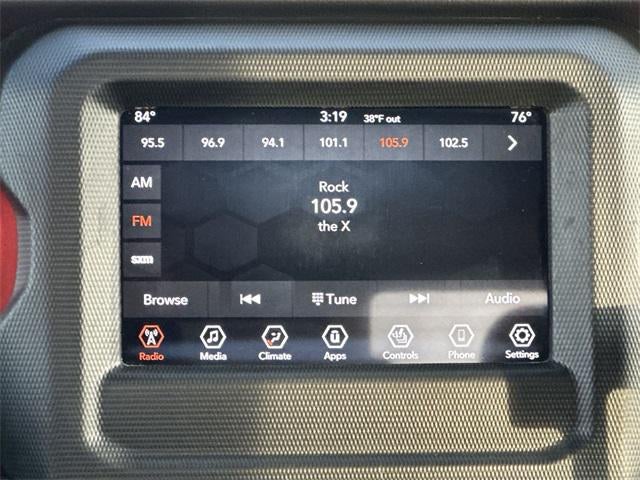 84° 3:19 38°F out 76°
95.5 96.9 94.1 101.1 105.9 102.5
AM
Rock
105.9
FM
the X
sxm
Browse Tune Audio
Radio Media Climate Apps Controls Phone Settings